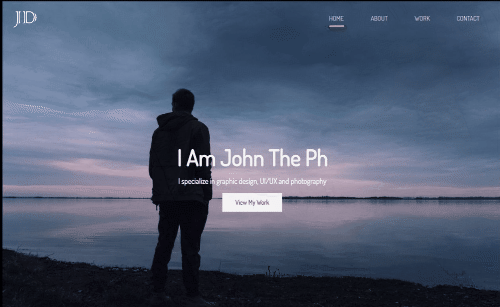 JHD
HOME
ABOUT
WORK
CONTACT
I Am John The Ph
I specialize in graphic design, UI/UX and photography
View My Work